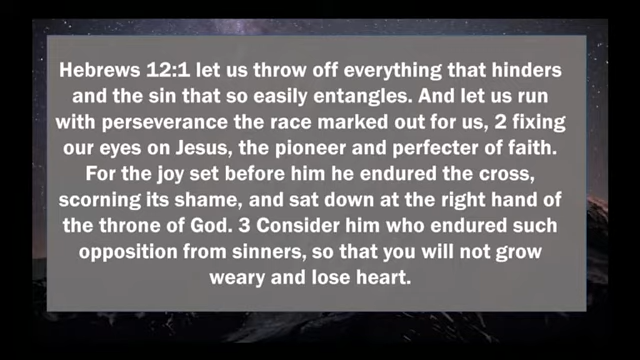 Hebrews 12:1 let us throw off everything that hinders
and the sin that so easily entangles. And let us run
with perseverance the race marked out for us, 2 fixing
our eyes on Jesus, the pioneer and perfecter of faith.
For the joy set before him he endured the cross,
scorning its shame, and sat down at the right hand of
the throne of God. 3 Consider him who endured such
opposition from sinners, so that you will not grow
weary and lose heart.